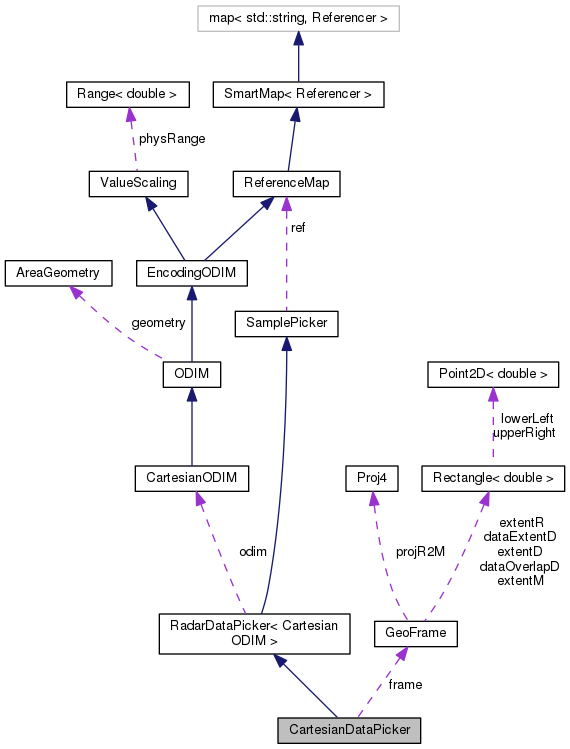 map< std::string, Referencer >
Range< double >
SmartMap< Referencer >
physRange
ValueScaling
ReferenceMap
ref
AreaGeometry
EncodingODIM
geometry
SamplePicker
ODIM
Point2D< double >
lowerLeft
upperRight
CartesianODIM
Proj4
Rectangle< double >
odim
projR2M
extentR
dataExtentD
extentD
dataOverlapD
extentM
RadarDataPicker< Cartesian
ODIM >
GeoFrame
frame
CartesianDataPicker